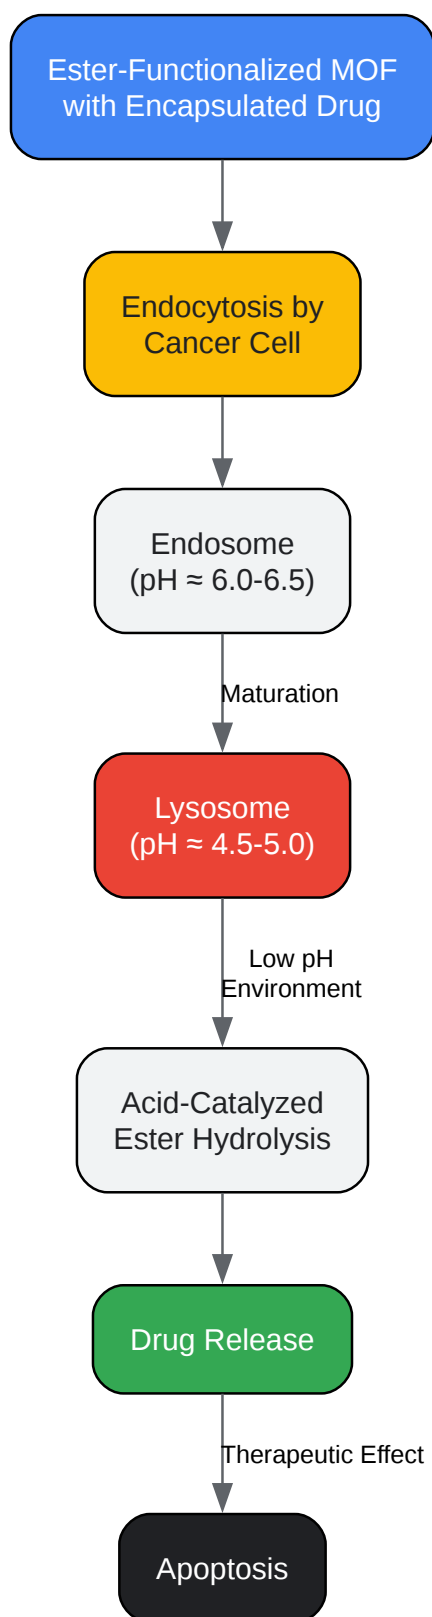 Ester-Functionalized MOF
with Encapsulated Drug
Endocytosis by
Cancer Cell
Endosome
(pH ≈ 6.0-6.5)
Maturation
Lysosome
(pH ≈ 4.5-5.0)
Low pH
Environment
Acid-Catalyzed
Ester Hydrolysis
Drug Release
Therapeutic Effect
Apoptosis